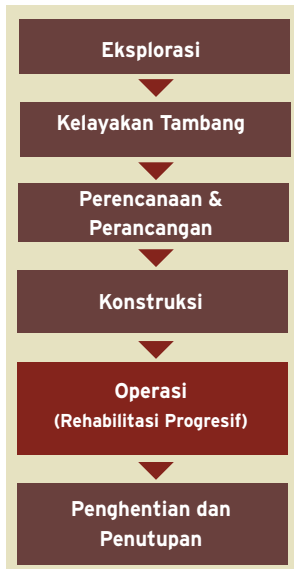 Eksplorasi
Kelayakan Tambang
Perencanaan &
Perancangan
Konstruksi
Operasi
(Rehabilitasi Progresif)
Penghentian dan
Penutupan